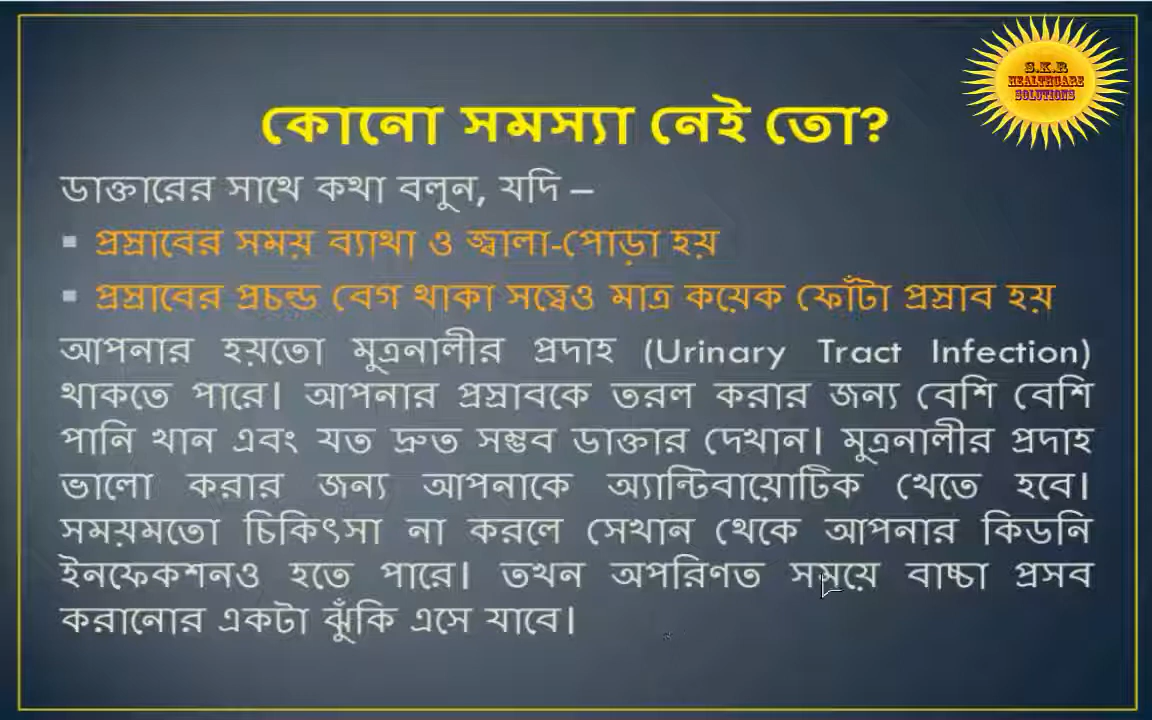 S.K.R
HEALTHCARE
SOLUTIONS
কোনো সমস্যা নেই তো?
ডাক্তারের সাথে কথা বলুন, যদি –
▪ প্রস্রাবের সময় ব্যাথা ও জ্বালা-পোড়া হয়
▪ প্রস্রাবের প্রচন্ড বেগ থাকা সত্ত্বেও মাত্র কয়েক ফোঁটা প্রস্রাব হয়
আপনার হয়তো মুত্রনালীর প্রদাহ (Urinary Tract Infection)
থাকতে পারে। আপনার প্রস্রাবকে তরল করার জন্য বেশি বেশি
পানি খান এবং যত দ্রুত সম্ভব ডাক্তার দেখান। মুত্রনালীর প্রদাহ
ভালো করার জন্য আপনাকে অ্যান্টিবায়োটিক খেতে হবে।
সময়মতো চিকিৎসা না করলে সেখান থেকে আপনার কিডনি
ইনফেকশনও হতে পারে। তখন অপরিণত সময়ে বাচ্চা প্রসব
করানোর একটা ঝুঁকি এসে যাবে।